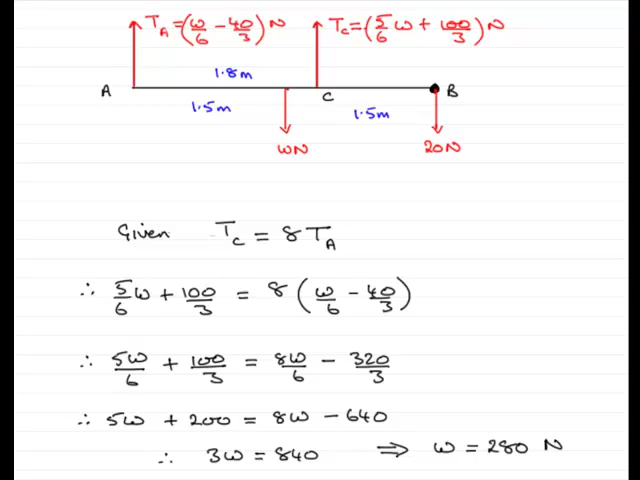 T_A = (w/6 − 40/3) N   T_C = (5/6 w + 100/3) N
1.8m
A   C   B
1.5m   1.5m
WN   20N
Given T_C = 8T_A
∴ 5/6 w + 100/3 = 8 (w/6 − 40/3)
∴ 5w/6 + 100/3 = 8w/6 − 320/3
∴ 5w + 200 = 8w − 640
∴ 3w = 840 ⇒ w = 280 N